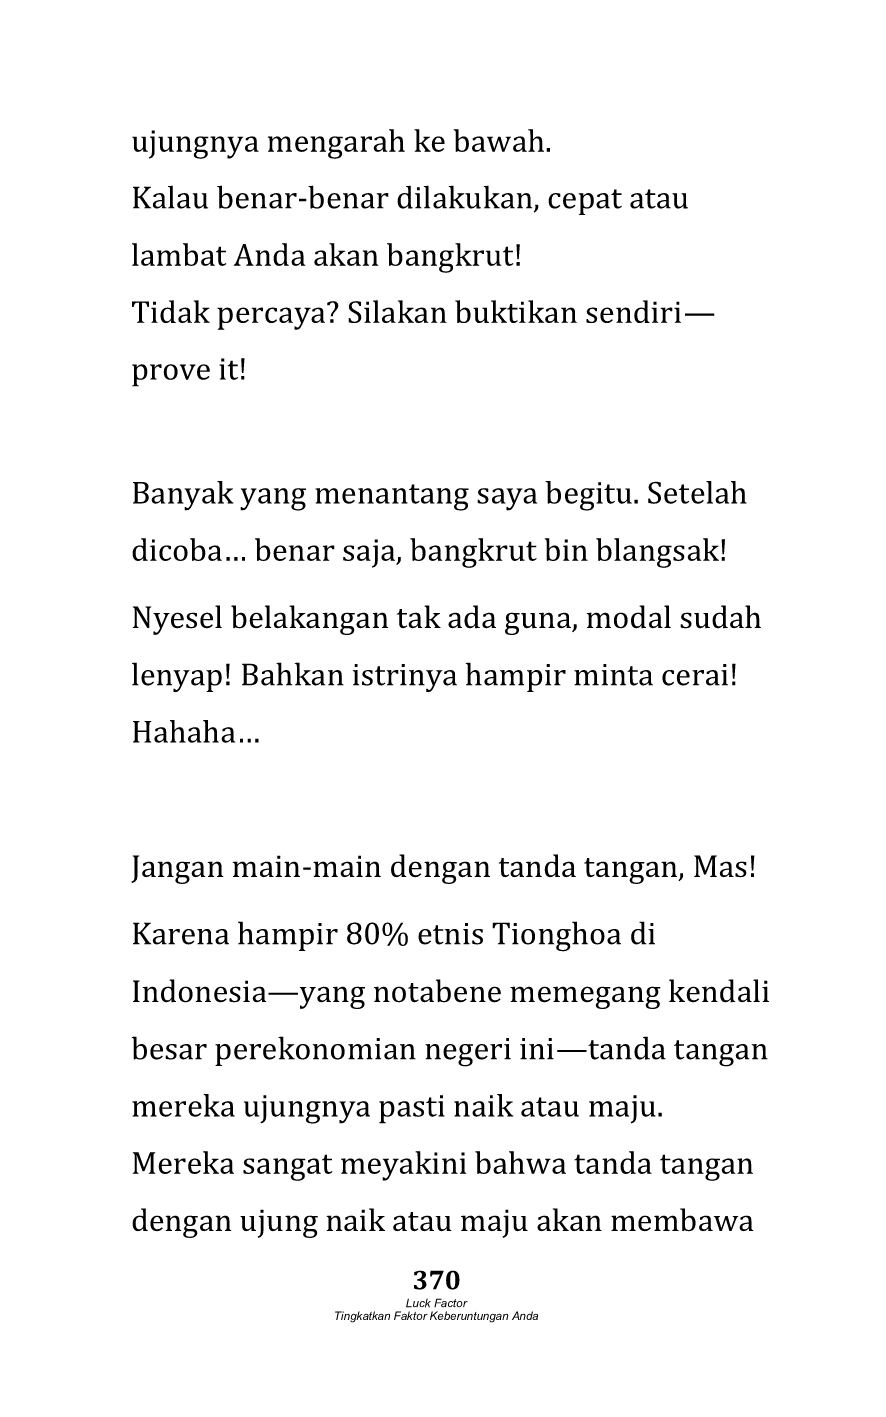 ujungnya mengarah ke bawah.
Kalau benar-benar dilakukan, cepat atau
lambat Anda akan bangkrut!
Tidak percaya? Silakan buktikan sendiri—
prove it!
Banyak yang menantang saya begitu. Setelah
dicoba… benar saja, bangkrut bin blangsak!
Nyesel belakangan tak ada guna, modal sudah
lenyap! Bahkan istrinya hampir minta cerai!
Hahaha…
Jangan main-main dengan tanda tangan, Mas!
Karena hampir 80% etnis Tionghoa di
Indonesia—yang notabene memegang kendali
besar perekonomian negeri ini—tanda tangan
mereka ujungnya pasti naik atau maju.
Mereka sangat meyakini bahwa tanda tangan
dengan ujung naik atau maju akan membawa
370
Luck Factor
Tingkatkan Faktor Keberuntungan Anda